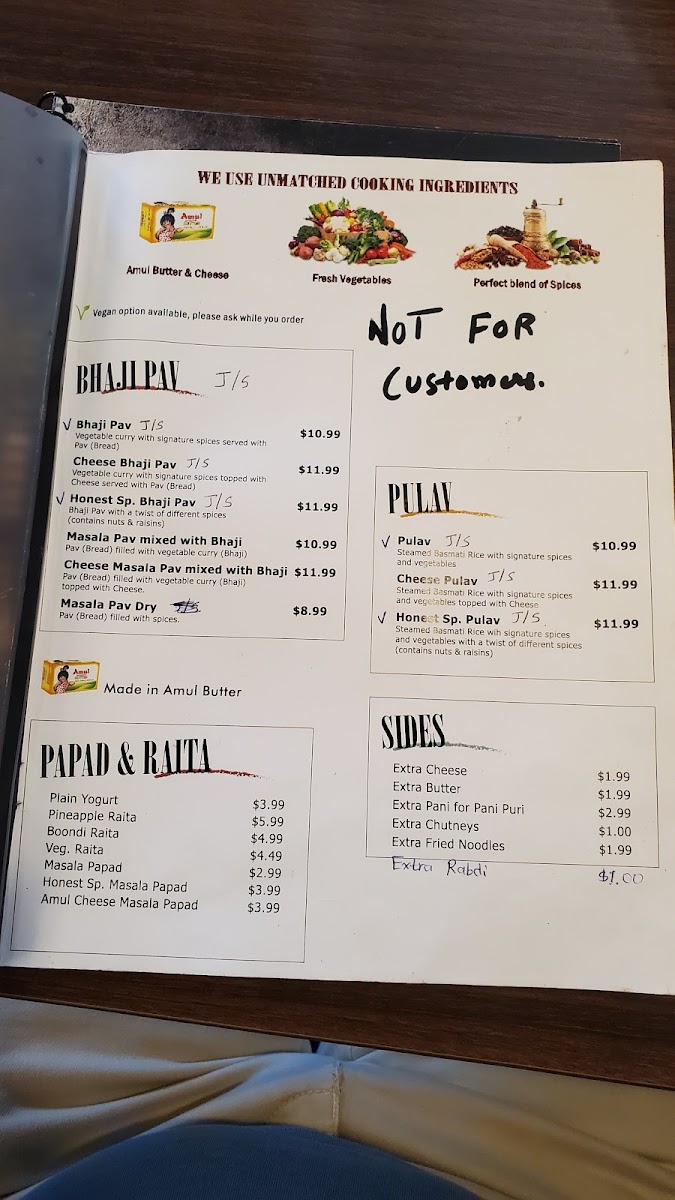 WE USE UNMATCHED COOKING INGREDIENTS
Amul
Amul Butter & Cheese
Fresh Vegetables
Perfect blend of Spices
Vegan option available, please ask while you order
NOT FOR
Customers.
BHAJI PAV J/S
✓ Bhaji Pav J/S $10.99
Vegetable curry with signature spices served with
Pav (Bread)
Cheese Bhaji Pav J/S $11.99
Vegetable curry with signature spices topped with
Cheese served with Pav (Bread)
✓ Honest Sp. Bhaji Pav J/S $11.99
Bhaji Pav with a twist of different spices
(contains nuts & raisins)
Masala Pav mixed with Bhaji $10.99
Pav (Bread) filled with vegetable curry (Bhaji)
Cheese Masala Pav mixed with Bhaji $11.99
Pav (Bread) filled with vegetable curry (Bhaji)
topped with Cheese.
Masala Pav Dry $8.99
Pav (Bread) filled with spices.
Amul
Made in Amul Butter
PULAV
✓ Pulav J/S $10.99
Steamed Basmati Rice with signature spices
and vegetables
Cheese Pulav J/S $11.99
Steamed Basmati Rice with signature spices
and vegetables topped with Cheese
✓ Honest Sp. Pulav J/S $11.99
Steamed Basmati Rice wih signature spices
and vegetables with a twist of different spices
(contains nuts & raisins)
PAPAD & RAITA
Plain Yogurt $3.99
Pineapple Raita $5.99
Boondi Raita $4.99
Veg. Raita $4.49
Masala Papad $2.99
Honest Sp. Masala Papad $3.99
Amul Cheese Masala Papad $3.99
SIDES
Extra Cheese $1.99
Extra Butter $1.99
Extra Pani for Pani Puri $2.99
Extra Chutneys $1.00
Extra Fried Noodles $1.99
Extra Rabdi $1.00